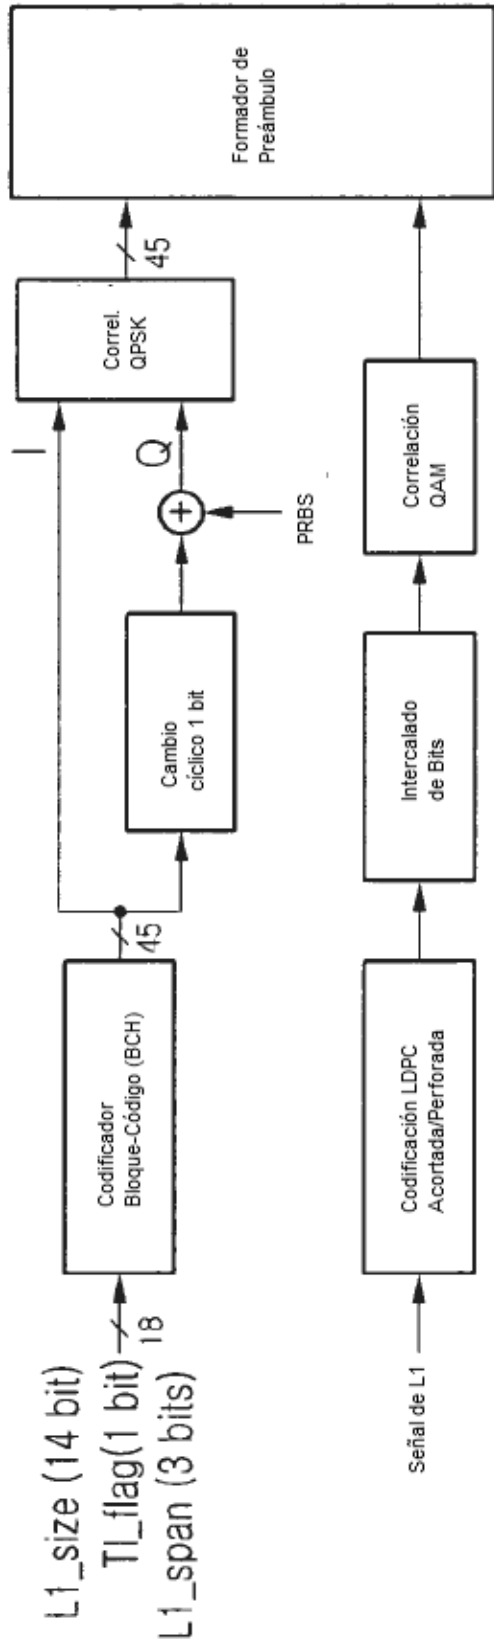 L1_size (14 bit)
TI_flag(1 bit)
L1_span (3 bits)
18
Codificador
Bloque-Código (BCH)
45
I
Cambio
cíclico 1 bit
Q
PRBS
Correl.
QPSK
45
Formador de
Preámbulo
Señal de L1
Codificación LDPC
Acortada/Perforada
Intercalado
de Bits
Correlación
QAM